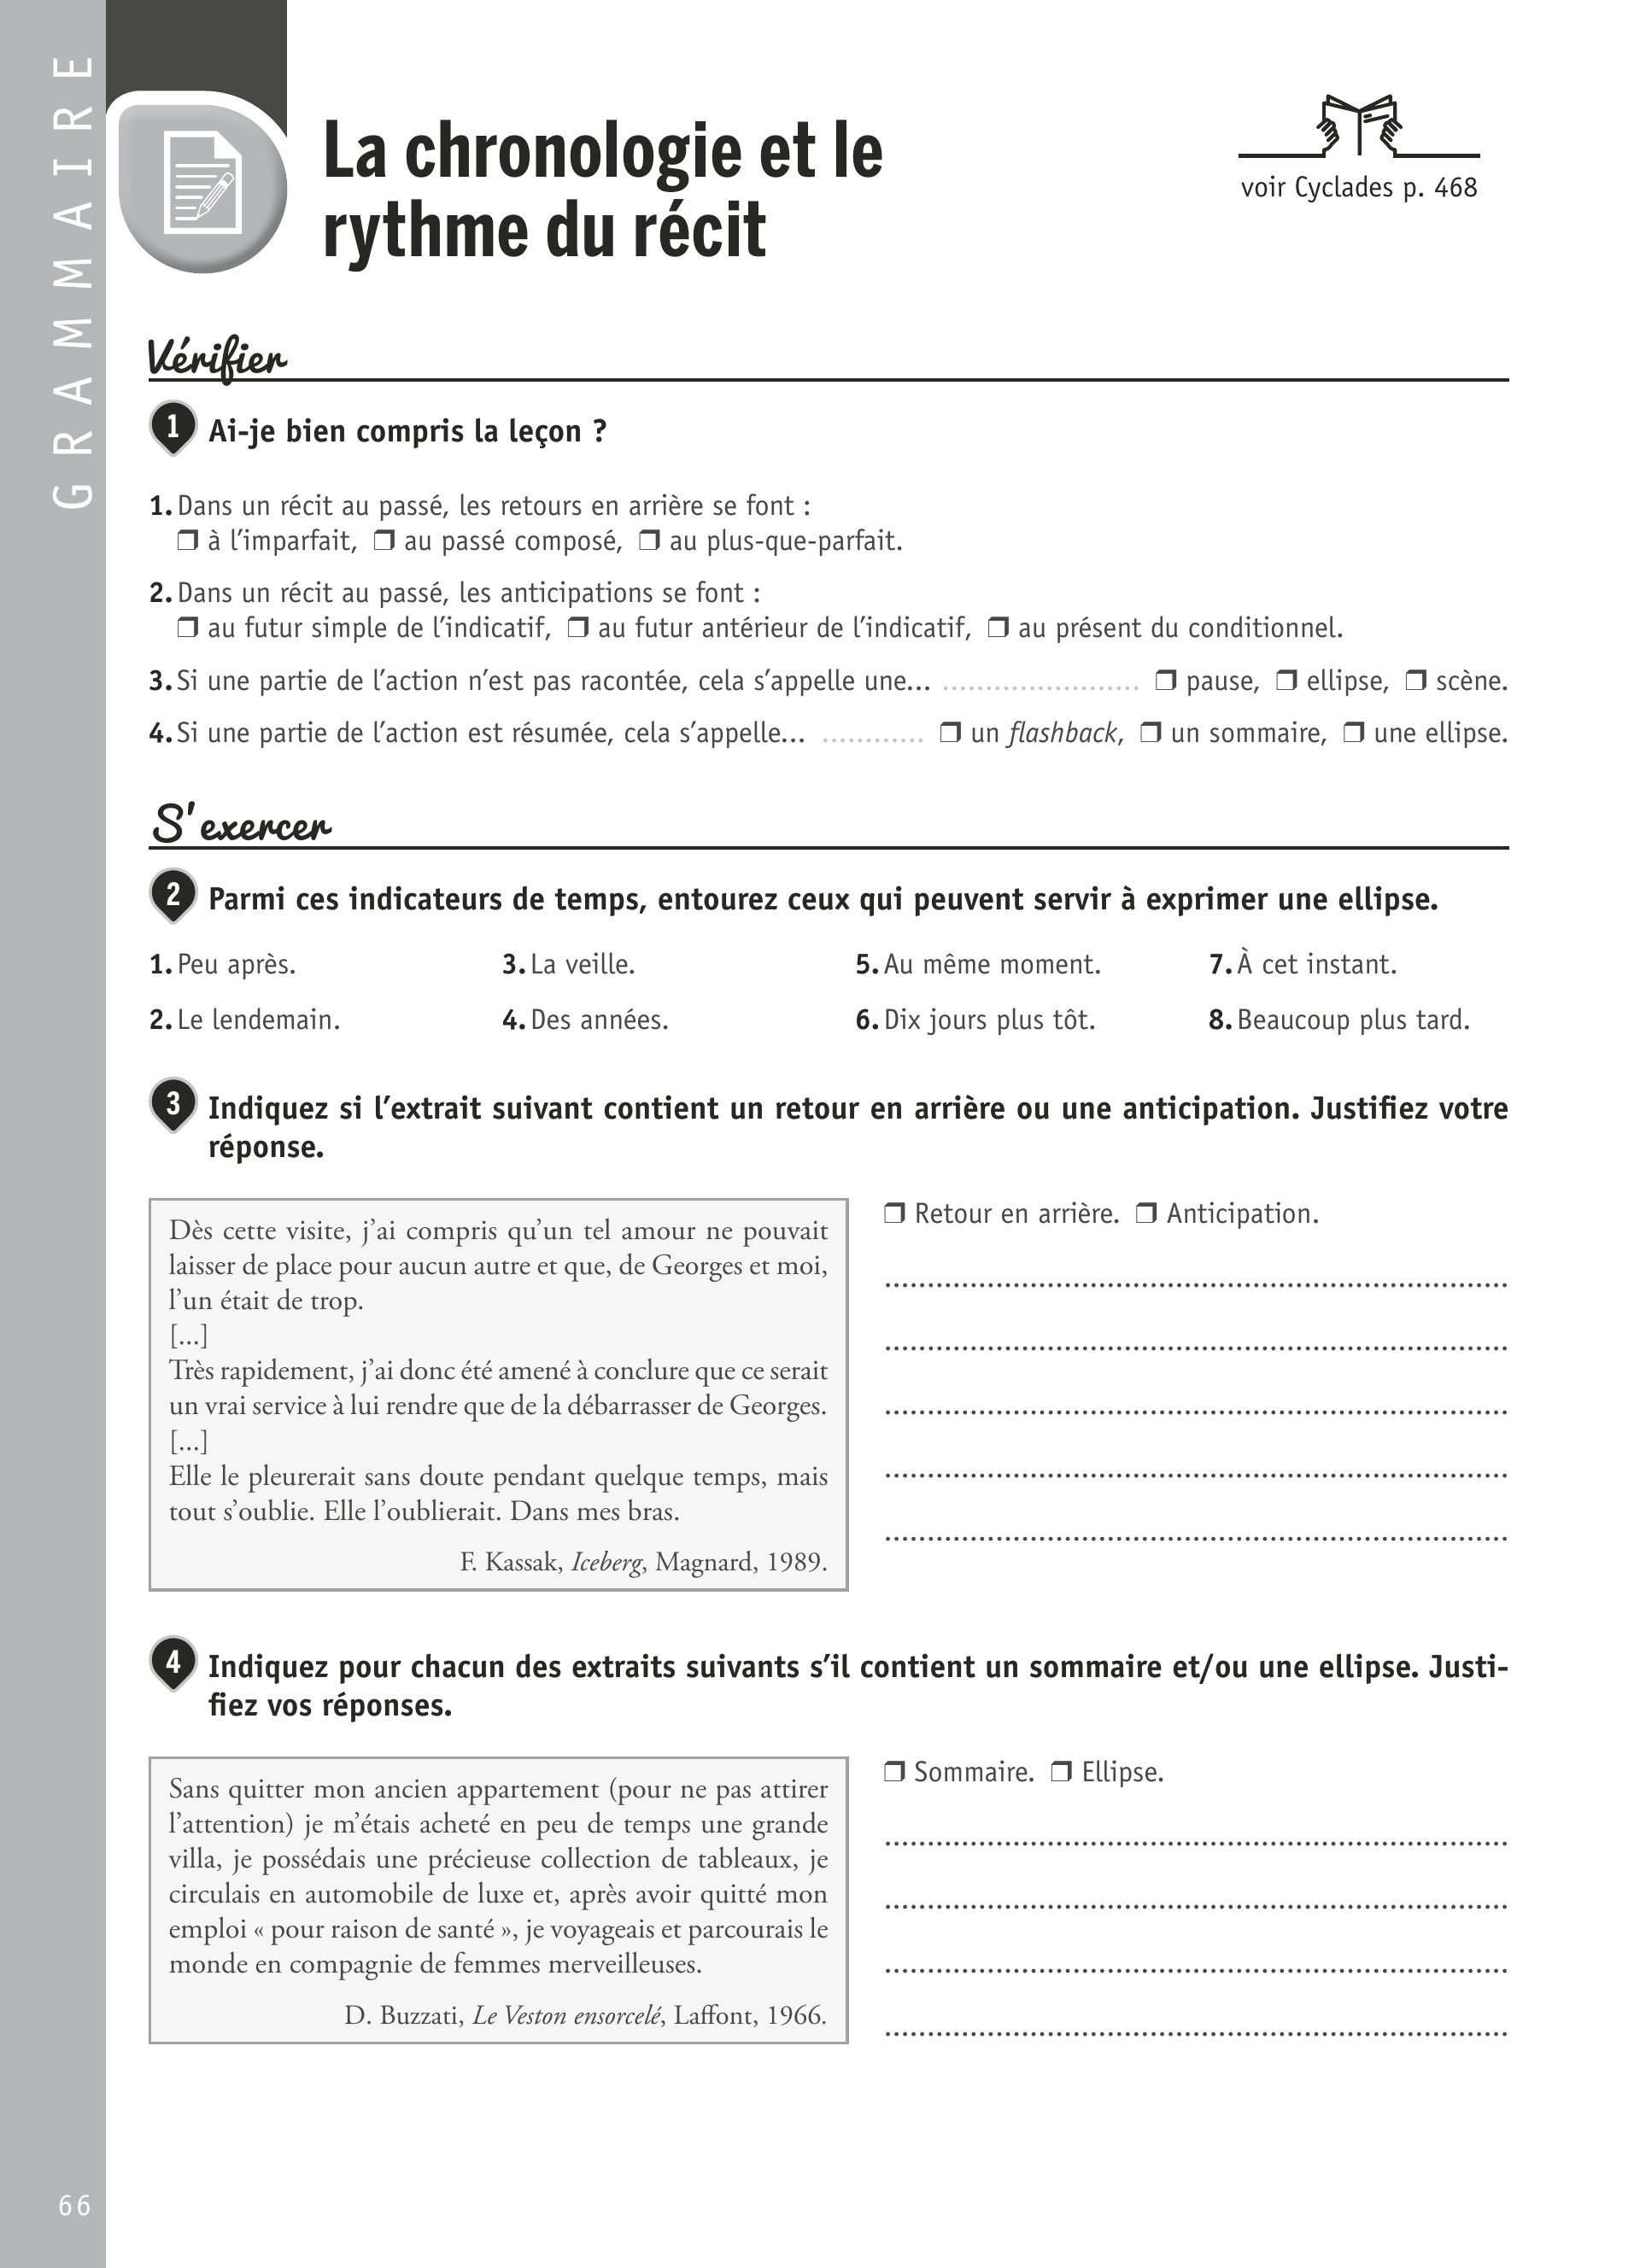 GRAMMAIRE
La chronologie et le
rythme du récit
voir Cyclades p. 468
Vérifier
1 Ai-je bien compris la leçon ?
1. Dans un récit au passé, les retours en arrière se font :
❒ à l’imparfait, ❒ au passé composé, ❒ au plus-que-parfait.
2. Dans un récit au passé, les anticipations se font :
❒ au futur simple de l’indicatif, ❒ au futur antérieur de l’indicatif, ❒ au présent du conditionnel.
3. Si une partie de l’action n’est pas racontée, cela s’appelle une... ....................... ❒ pause, ❒ ellipse, ❒ scène.
4. Si une partie de l’action est résumée, cela s’appelle... ............ ❒ un flashback, ❒ un sommaire, ❒ une ellipse.
S’exercer
2 Parmi ces indicateurs de temps, entourez ceux qui peuvent servir à exprimer une ellipse.
1. Peu après. 3. La veille. 5. Au même moment. 7. À cet instant.
2. Le lendemain. 4. Des années. 6. Dix jours plus tôt. 8. Beaucoup plus tard.
3 Indiquez si l’extrait suivant contient un retour en arrière ou une anticipation. Justifiez votre
réponse.
Dès cette visite, j’ai compris qu’un tel amour ne pouvait
laisser de place pour aucun autre et que, de Georges et moi,
l’un était de trop.
[...]
Très rapidement, j’ai donc été amené à conclure que ce serait
un vrai service à lui rendre que de la débarrasser de Georges.
[...]
Elle le pleurerait sans doute pendant quelque temps, mais
tout s’oublie. Elle l’oublierait. Dans mes bras.
F. Kassak, Iceberg, Magnard, 1989.
❒ Retour en arrière. ❒ Anticipation.
4 Indiquez pour chacun des extraits suivants s’il contient un sommaire et/ou une ellipse. Justi-
fiez vos réponses.
Sans quitter mon ancien appartement (pour ne pas attirer
l’attention) je m’étais acheté en peu de temps une grande
villa, je possédais une précieuse collection de tableaux, je
circulais en automobile de luxe et, après avoir quitté mon
emploi « pour raison de santé », je voyageais et parcourais le
monde en compagnie de femmes merveilleuses.
D. Buzzati, Le Veston ensorcelé, Laffont, 1966.
❒ Sommaire. ❒ Ellipse.
66